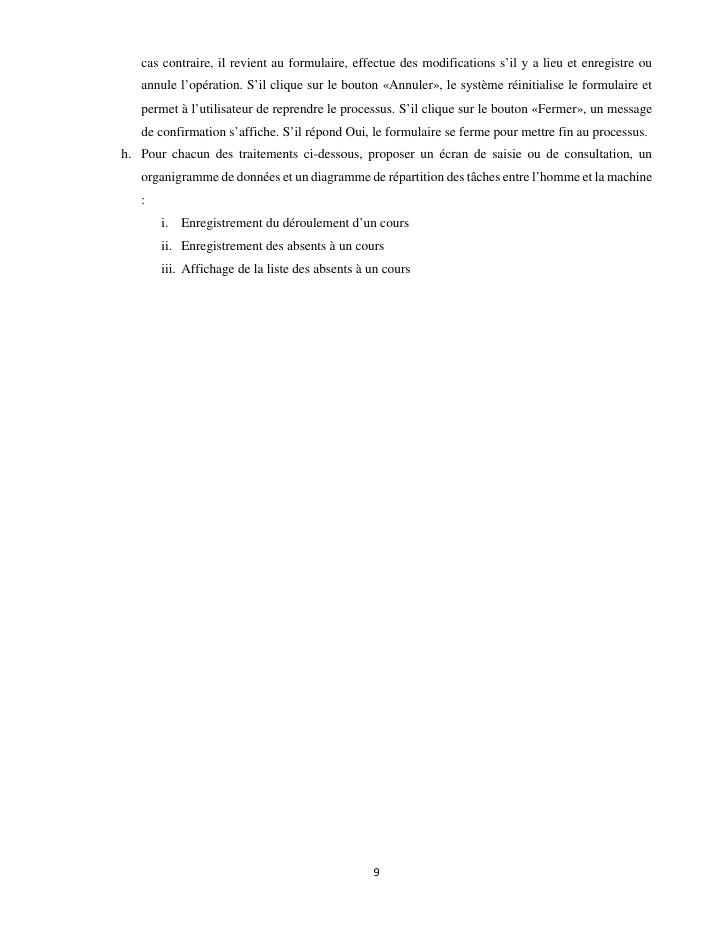 cas contraire, il revient au formulaire, effectue des modifications s’il y a lieu et enregistre ou
annule l’opération. S’il clique sur le bouton «Annuler», le système réinitialise le formulaire et
permet à l’utilisateur de reprendre le processus. S’il clique sur le bouton «Fermer», un message
de confirmation s’affiche. S’il répond Oui, le formulaire se ferme pour mettre fin au processus.
h. Pour chacun des traitements ci-dessous, proposer un écran de saisie ou de consultation, un
organigramme de données et un diagramme de répartition des tâches entre l’homme et la machine
:
i. Enregistrement du déroulement d’un cours
ii. Enregistrement des absents à un cours
iii. Affichage de la liste des absents à un cours
9